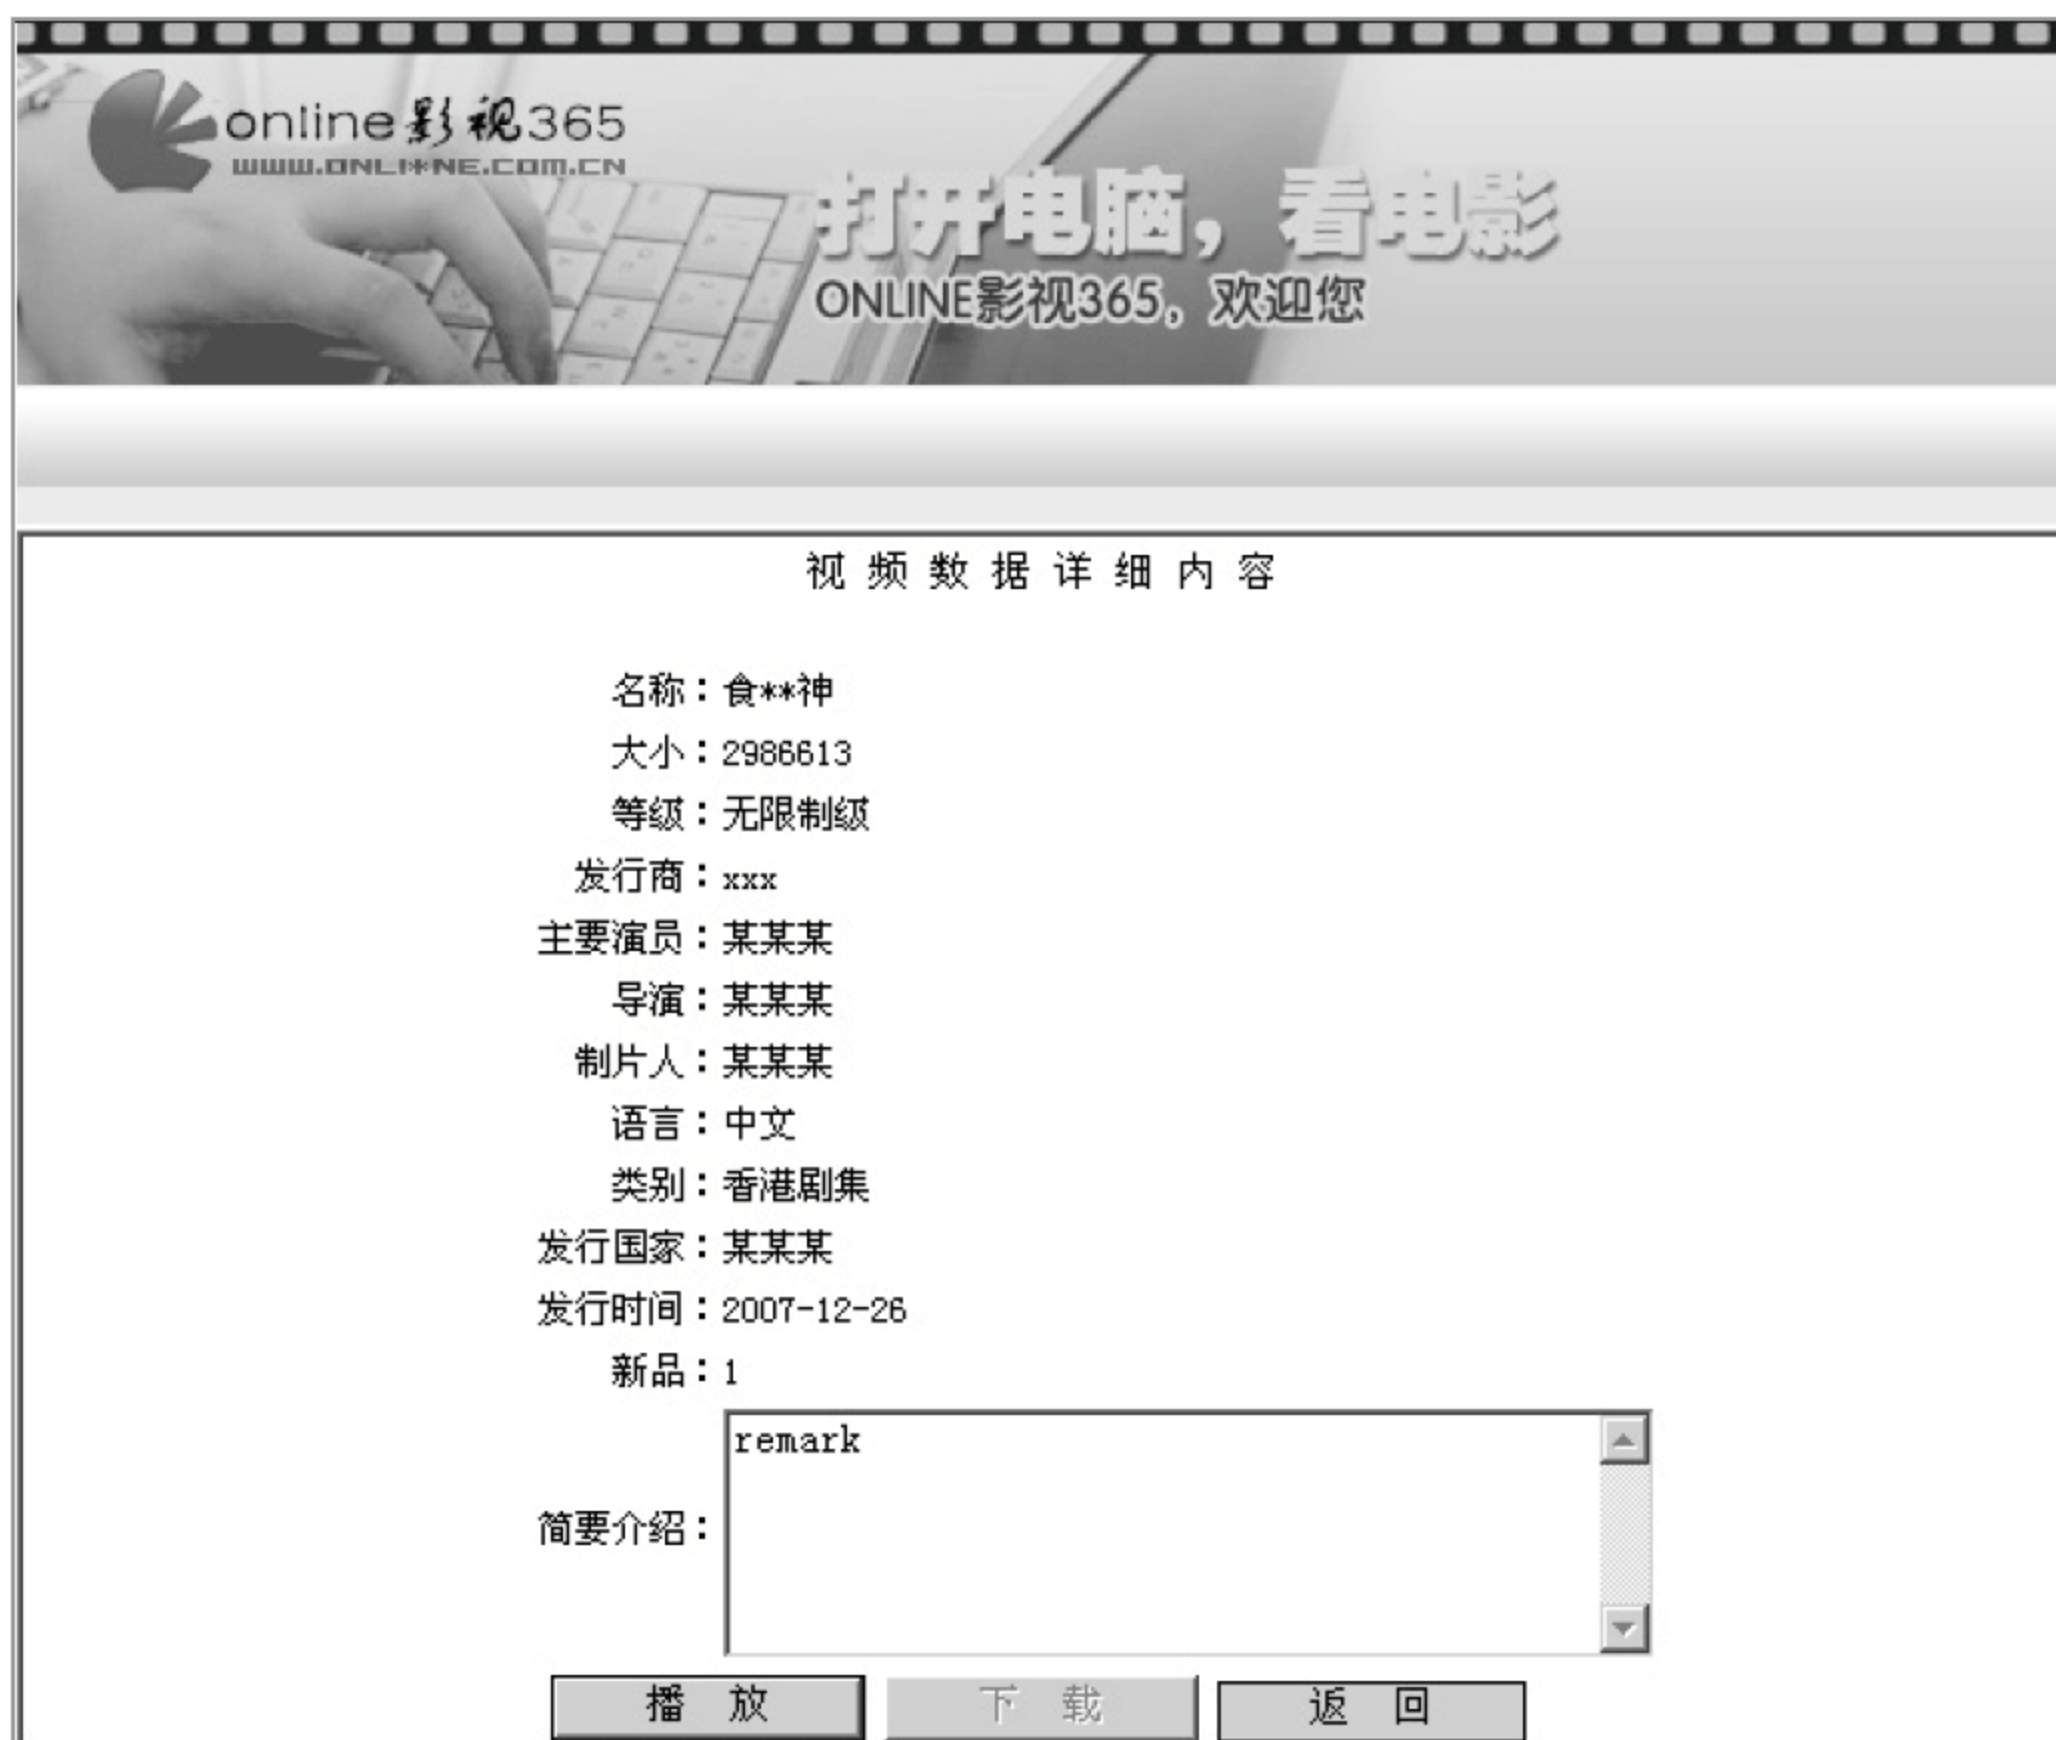 online影视365
WWW.ONLI*NE.COM.CN
打开电脑，看电影
ONLINE影视365，欢迎您
视频数据详细内容
名称：食**神
大小：2986613
等级：无限制级
发行商：xxx
主要演员：某某某
导演：某某某
制片人：某某某
语言：中文
类别：香港剧集
发行国家：某某某
发行时间：2007-12-26
新品：1
remark
简要介绍：
播 放 下 载 返 回